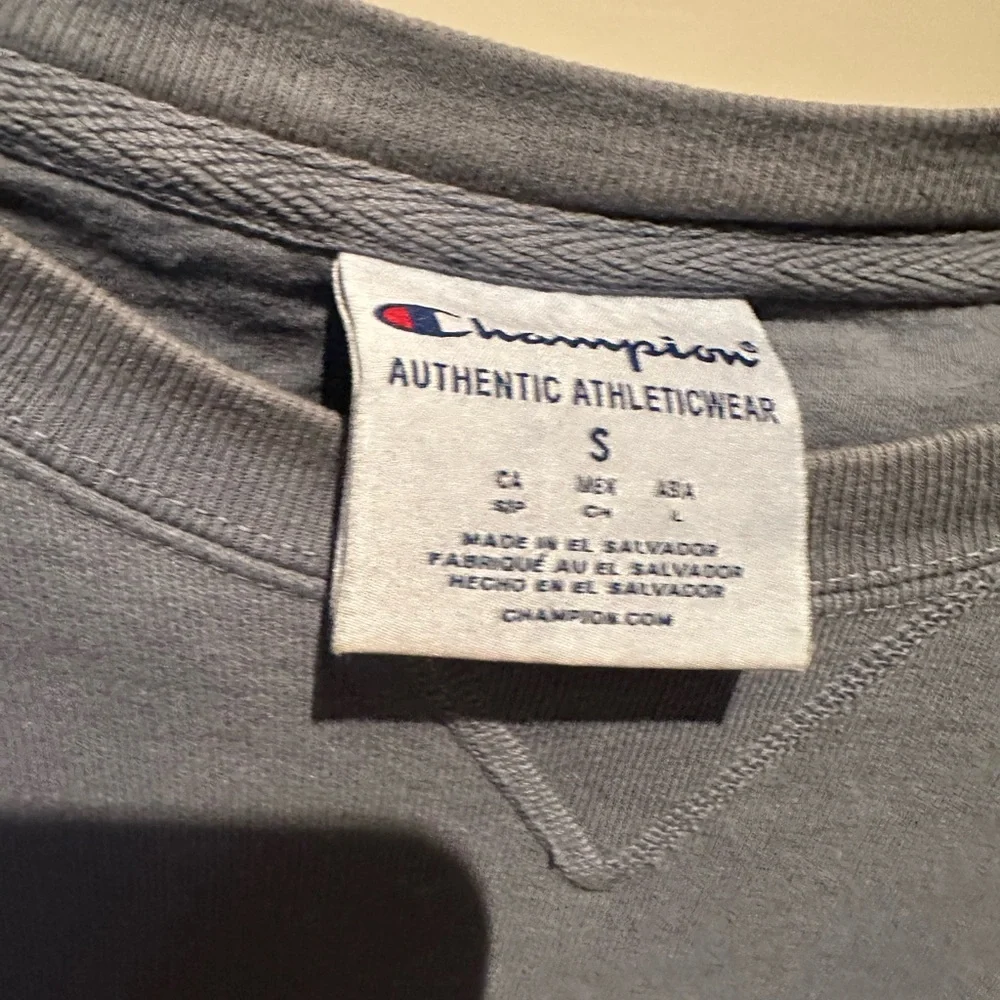 Champion®
AUTHENTIC ATHLETICWEAR
S
CA MEX ASIA
S/P CH L
MADE IN EL SALVADOR
FABRIQUÉ AU EL SALVADOR
HECHO EN EL SALVADOR
CHAMPION.COM